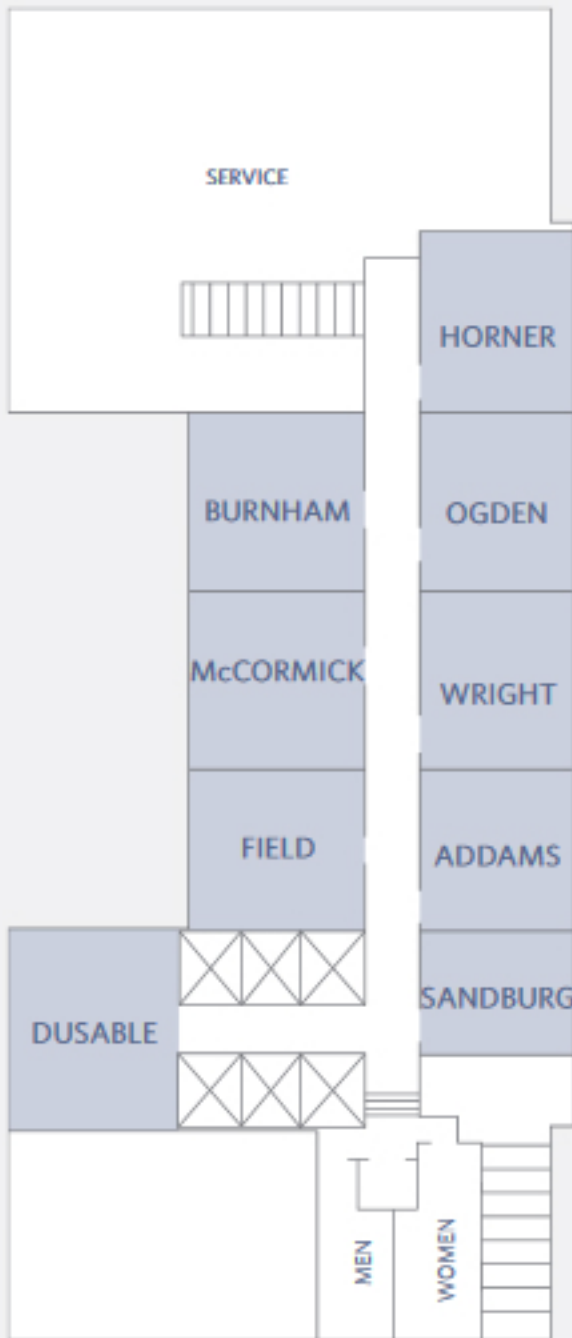 SERVICE
HORNER
BURNHAM
OGDEN
McCORMICK
WRIGHT
FIELD
ADDAMS
SANDBURG
DUSABLE
MEN
WOMEN